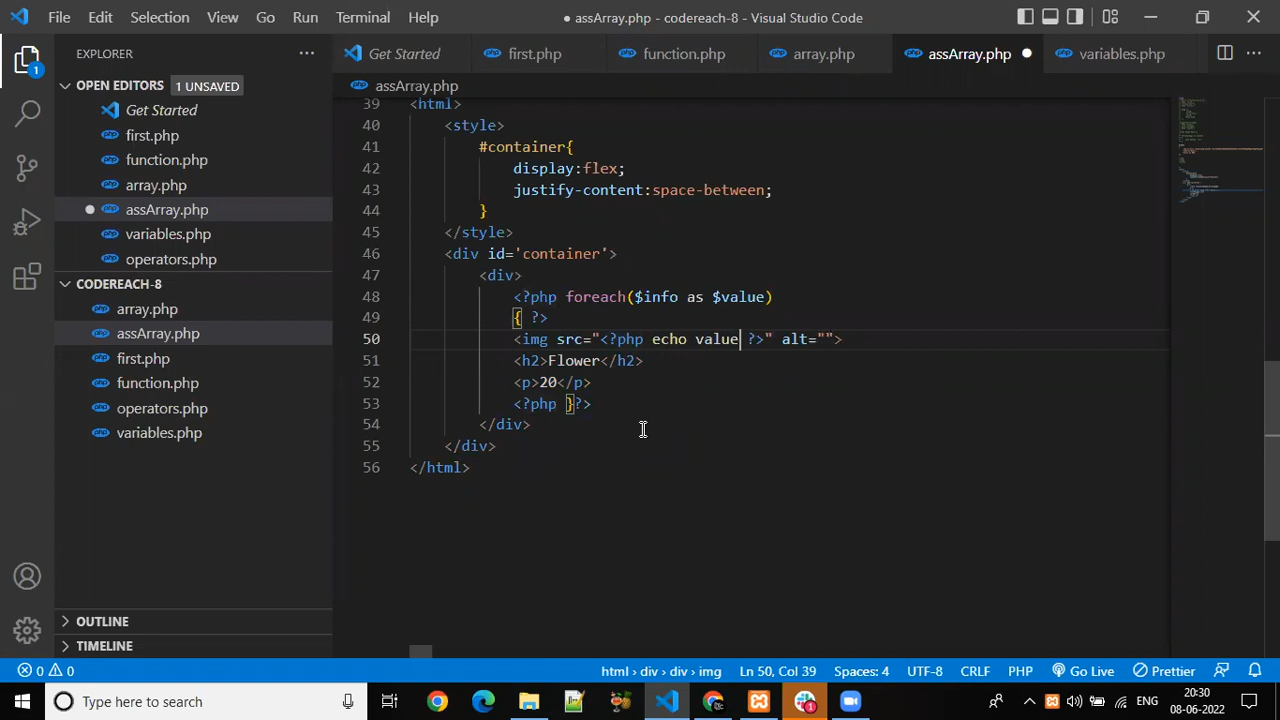 File Edit Selection View Go Run Terminal Help
● assArray.php - codereach-8 - Visual Studio Code
EXPLORER
Get Started first.php function.php array.php assArray.php variables.php
OPEN EDITORS 1 UNSAVED
Get Started
first.php
function.php
array.php
assArray.php
variables.php
operators.php
CODEREACH-8
array.php
assArray.php
first.php
function.php
operators.php
variables.php
OUTLINE
TIMELINE
1
assArray.php
39 <html>
40 <style>
41 #container{
42 display:flex;
43 justify-content:space-between;
44 }
45 </style>
46 <div id='container'>
47 <div>
48 <?php foreach($info as $value)
49 { ?>
50 <img src="<?php echo value ?>" alt="">
51 <h2>Flower</h2>
52 <p>20</p>
53 <?php }?>
54 </div>
55 </div>
56 </html>
0 0 html › div › div › img Ln 50, Col 39 Spaces: 4 UTF-8 CRLF PHP Go Live Prettier
Type here to search ENG 20:30
08-06-2022